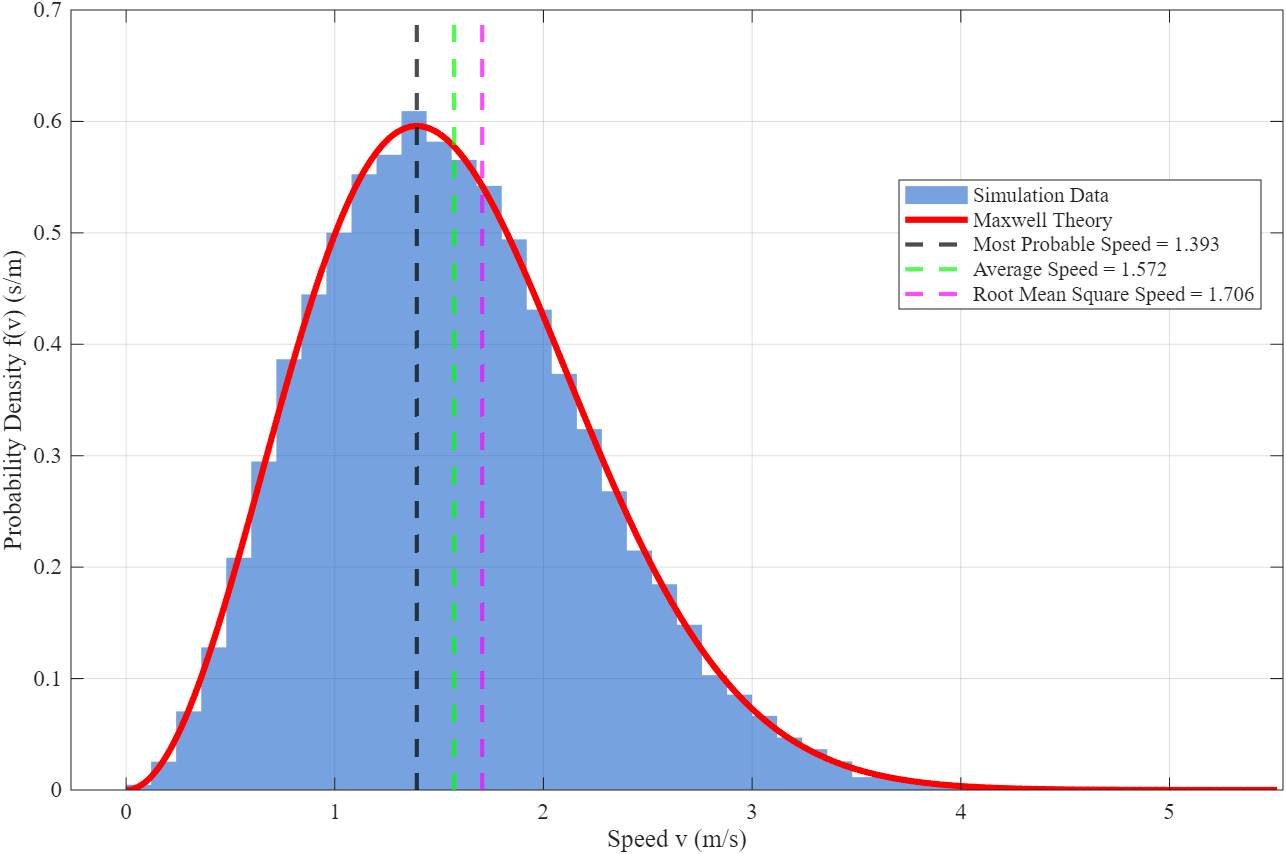 0.7
0.6
0.5
0.4
0.3
0.2
0.1
0
Probability Density f(v) (s/m)
Simulation Data
Maxwell Theory
Most Probable Speed = 1.393
Average Speed = 1.572
Root Mean Square Speed = 1.706
0 1 2 3 4 5
Speed v (m/s)